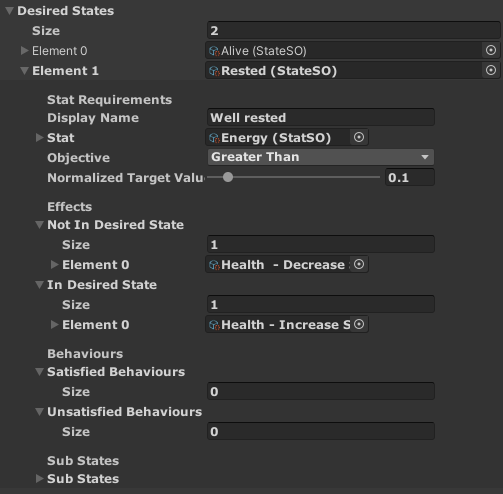 Desired States
Size 2
Element 0 Alive (StateSO)
Element 1 Rested (StateSO)
Stat Requirements
Display Name Well rested
Stat Energy (StatSO)
Objective Greater Than
Normalized Target Valu 0.1
Effects
Not In Desired State
Size 1
Element 0 Health - Decrease
In Desired State
Size 1
Element 0 Health - Increase S
Behaviours
Satisfied Behaviours
Size 0
Unsatisfied Behaviours
Size 0
Sub States
Sub States